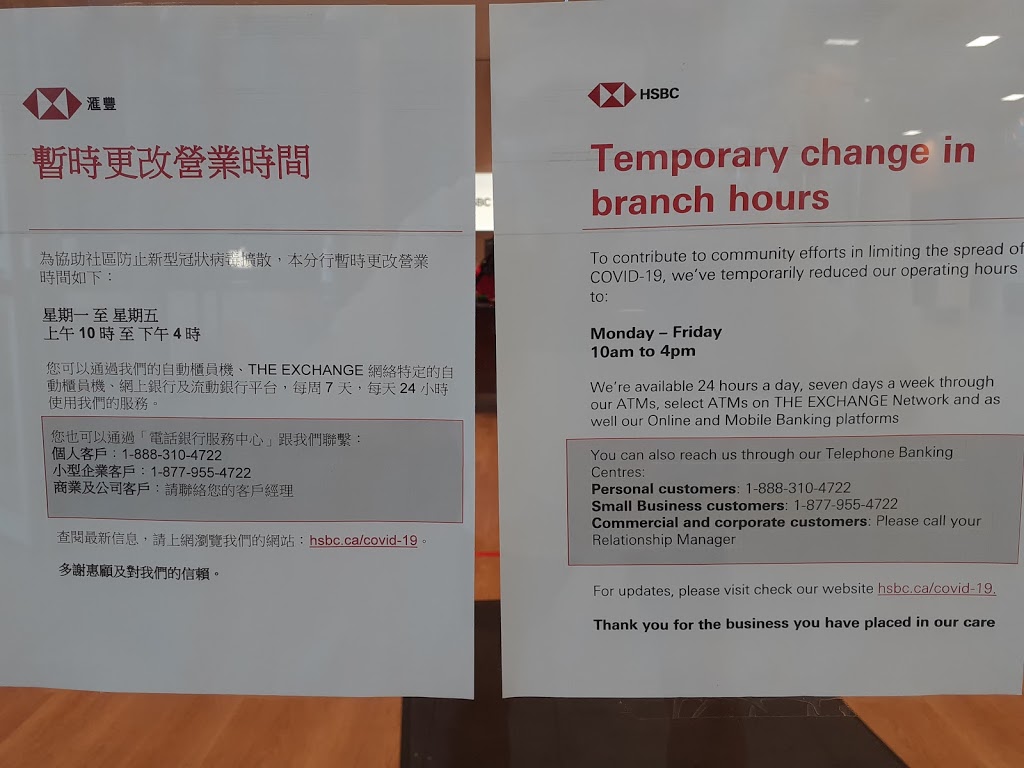 滙豐
暫時更改營業時間
為協助社區防止新型冠狀病毒擴散，本分行暫時更改營業
時間如下：
星期一 至 星期五
上午 10 時 至 下午 4 時
您可以通過我們的自動櫃員機、THE EXCHANGE 網絡特定的自
動櫃員機、網上銀行及流動銀行平台，每周 7 天，每天 24 小時
使用我們的服務。
您也可以通過「電話銀行服務中心」跟我們聯繫：
個人客戶：1-888-310-4722
小型企業客戶：1-877-955-4722
商業及公司客戶：請聯絡您的客戶經理
查閱最新信息，請上網瀏覽我們的網站：hsbc.ca/covid-19。
多謝惠顧及對我們的信賴。
HSBC
Temporary change in
branch hours
To contribute to community efforts in limiting the spread of
COVID-19, we've temporarily reduced our operating hours
to:
Monday – Friday
10am to 4pm
We're available 24 hours a day, seven days a week through
our ATMs, select ATMs on THE EXCHANGE Network and as
well our Online and Mobile Banking platforms
You can also reach us through our Telephone Banking
Centres:
Personal customers: 1-888-310-4722
Small Business customers: 1-877-955-4722
Commercial and corporate customers: Please call your
Relationship Manager
For updates, please visit check our website hsbc.ca/covid-19.
Thank you for the business you have placed in our care